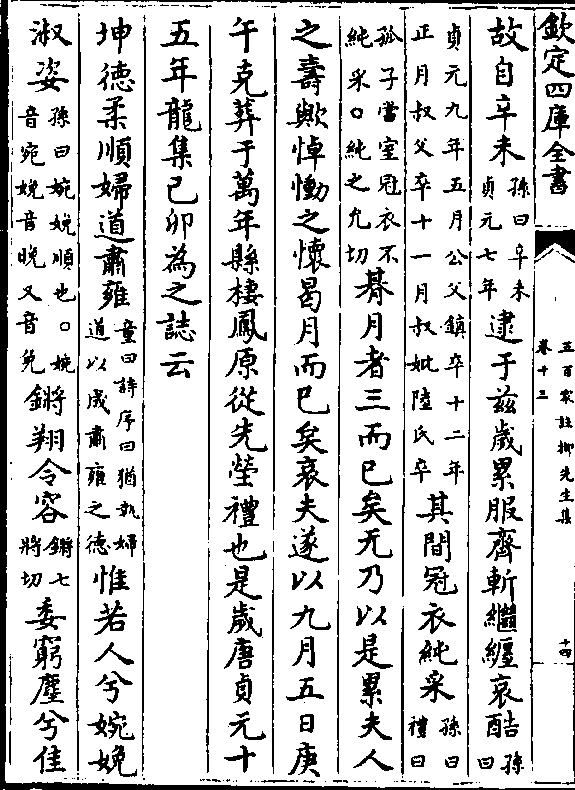 欽定四庫全書
五百家註柳先生集
卷十三
十四
故自辛未孫曰辛未貞元七年逮于兹歲累服齊斬繼纏哀酷孫曰
貞元九年五月公父鎮卒十二年正月叔父卒十一月叔妣陸氏卒其間冠衣純采孫曰禮曰
孤子當室冠衣不純采○純之允切朞月者三而已矣无乃以是累夫人
之壽歟悼慟之懷曷月而已矣哀夫遂以九月五日庚
午克葬于萬年縣棲鳳原從先塋禮也是歲唐貞元十
五年龍集己卯為之誌云
坤德柔順婦道肅雍童曰詩序曰猶執婦道以成肅雍之德惟若人兮婉娩
淑姿孫曰婉娩順也○婉音宛娩音晚又音免鏘翔令容鏘七將切委窮塵兮佳